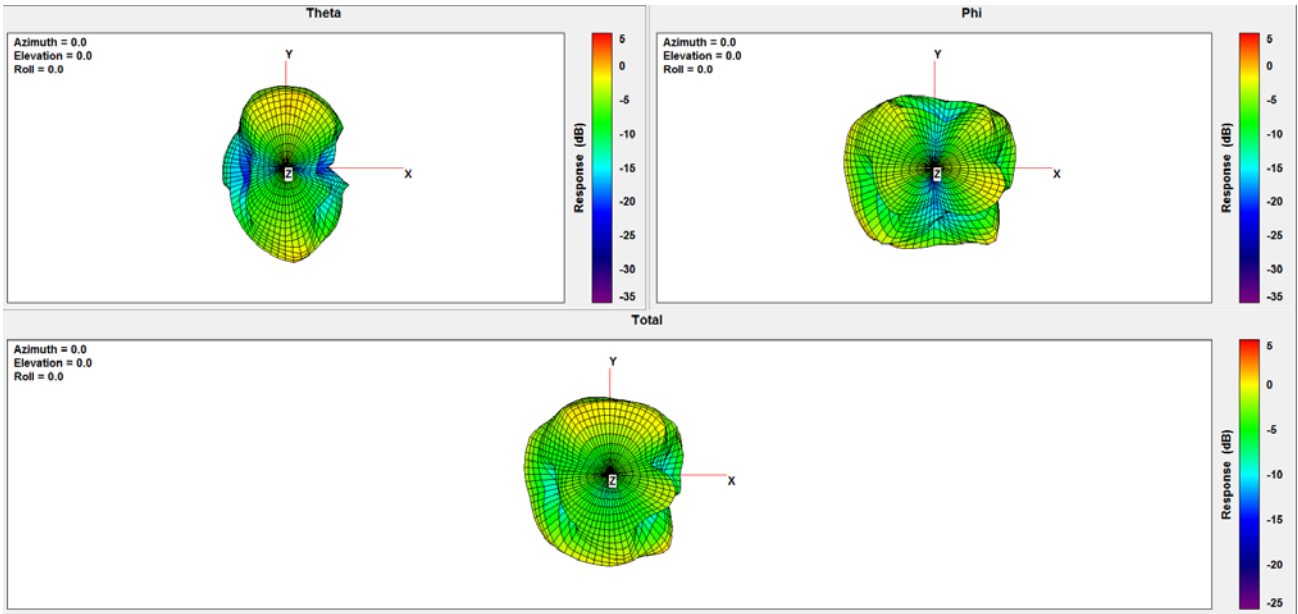 Theta
Azimuth = 0.0
Elevation = 0.0
Roll = 0.0
Y
X
Z
5
0
-5
-10
-15
-20
-25
-30
-35
Response (dB)
Phi
Azimuth = 0.0
Elevation = 0.0
Roll = 0.0
Y
X
Z
5
0
-5
-10
-15
-20
-25
-30
-35
Response (dB)
Total
Azimuth = 0.0
Elevation = 0.0
Roll = 0.0
Y
X
Z
5
0
-5
-10
-15
-20
-25
Response (dB)